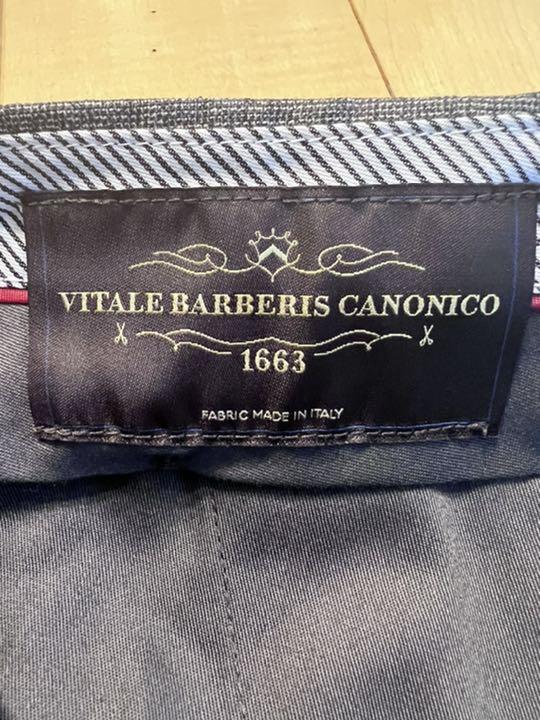 VITALE BARBERIS CANONICO
1663
FABRIC MADE IN ITALY